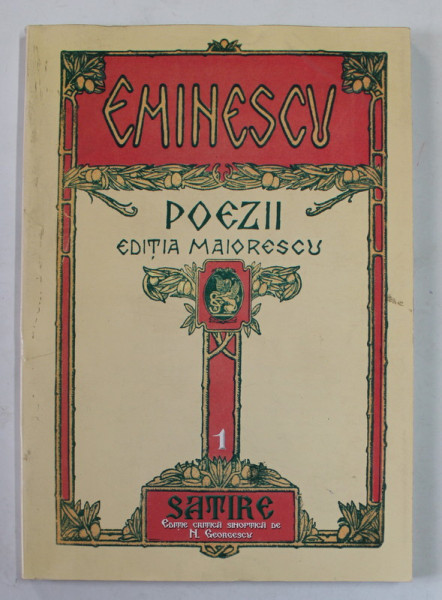 EMINESCU
POEZII
EDIȚIA MAIORESCU
1
SATIRE
Ediție critică sinoptică de
N. Georgescu